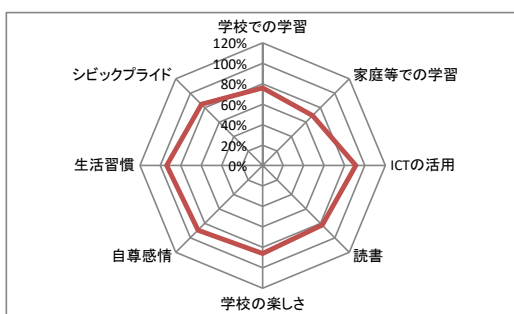 学校での学習
120%
100%
80%
60%
40%
20%
0%
家庭等での学習
ICTの活用
読書
学校の楽しさ
自尊感情
生活習慣
シビックプライド